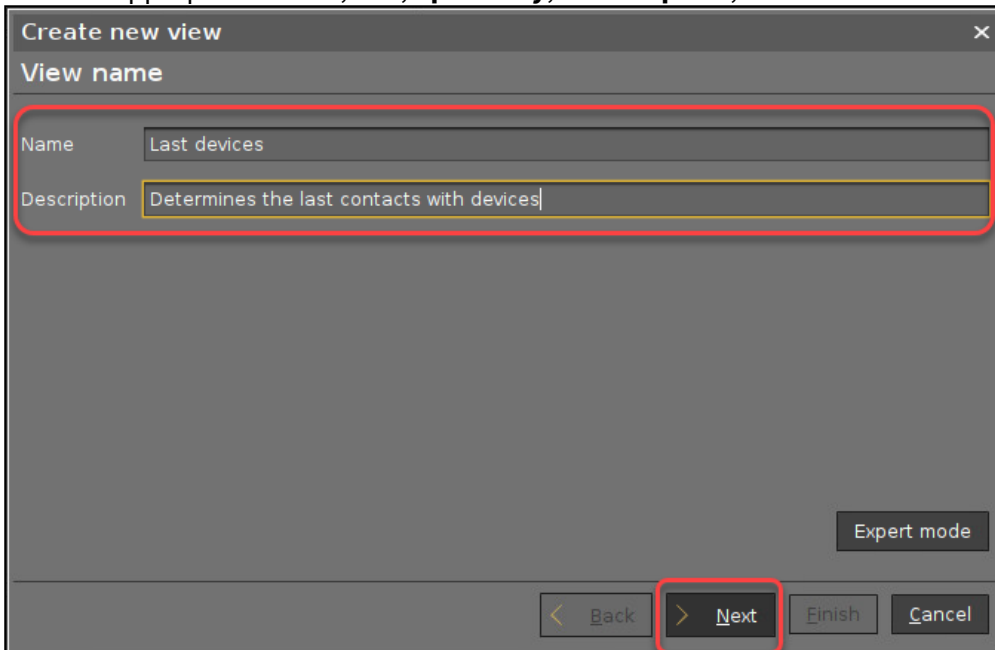 Create new view
View name
Name Last devices
Description Determines the last contacts with devices
Expert mode
Back Next Finish Cancel